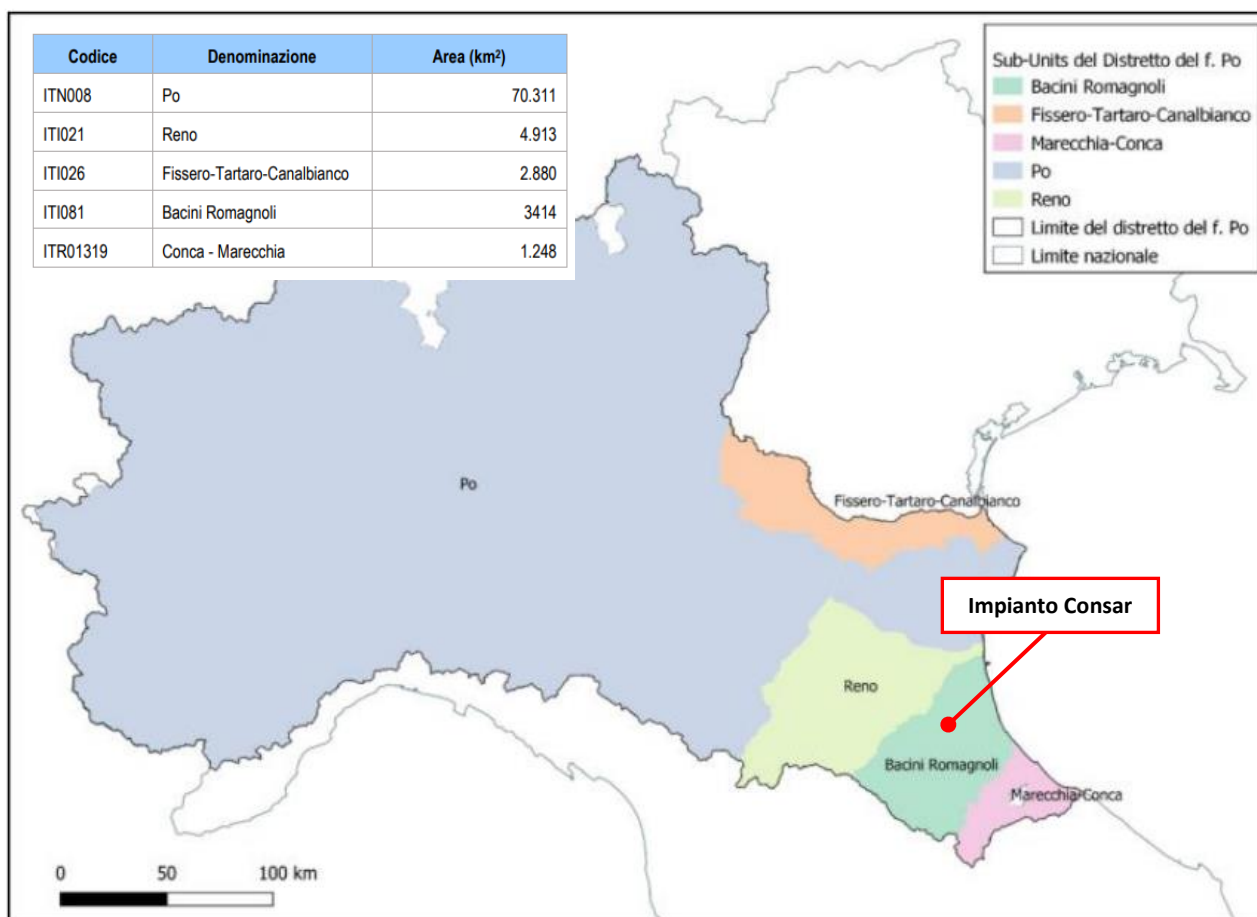 Codice Denominazione Area (km²)
ITN008 Po 70.311
ITI021 Reno 4.913
ITI026 Fissero-Tartaro-Canalbianco 2.880
ITI081 Bacini Romagnoli 3414
ITR01319 Conca - Marecchia 1.248
Sub-Units del Distretto del f. Po
Bacini Romagnoli
Fissero-Tartaro-Canalbianco
Marecchia-Conca
Po
Reno
Limite del distretto del f. Po
Limite nazionale
Po
Fissero-Tartaro-Canalbianco
Impianto Consar
Reno
Bacini Romagnoli
Marecchia-Conca
0 50 100 km